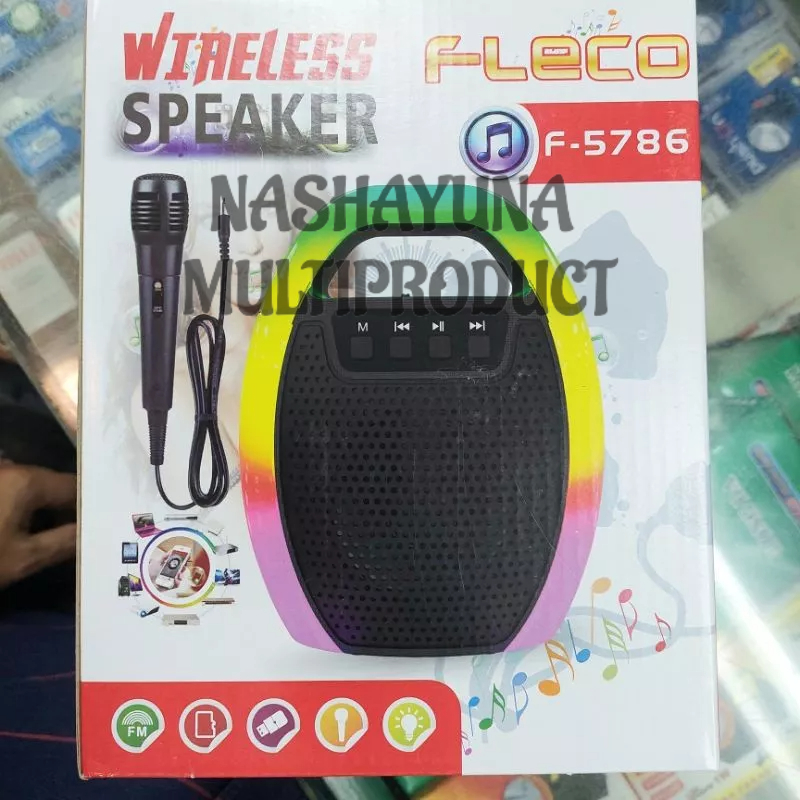 WIRELESS
SPEAKER
F-LECO
F-5786
NASHAYUNA
MULTIPRODUCT
M
FM